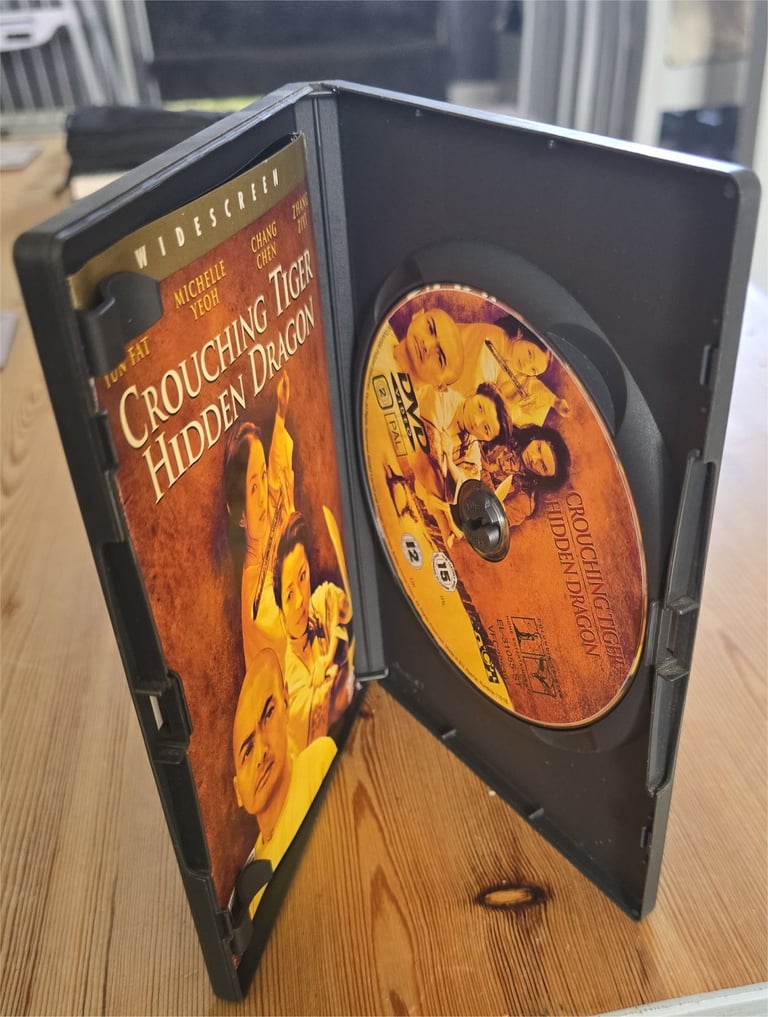 WIDESCREEN
YUN FAT
MICHELLE
YEOH
CHANG
CHEN
ZHANG
ZIYI
CROUCHING TIGER
HIDDEN DRAGON
DVD
VIDEO
2
PAL
12
15
CROUCHING TIGER
HIDDEN DRAGON